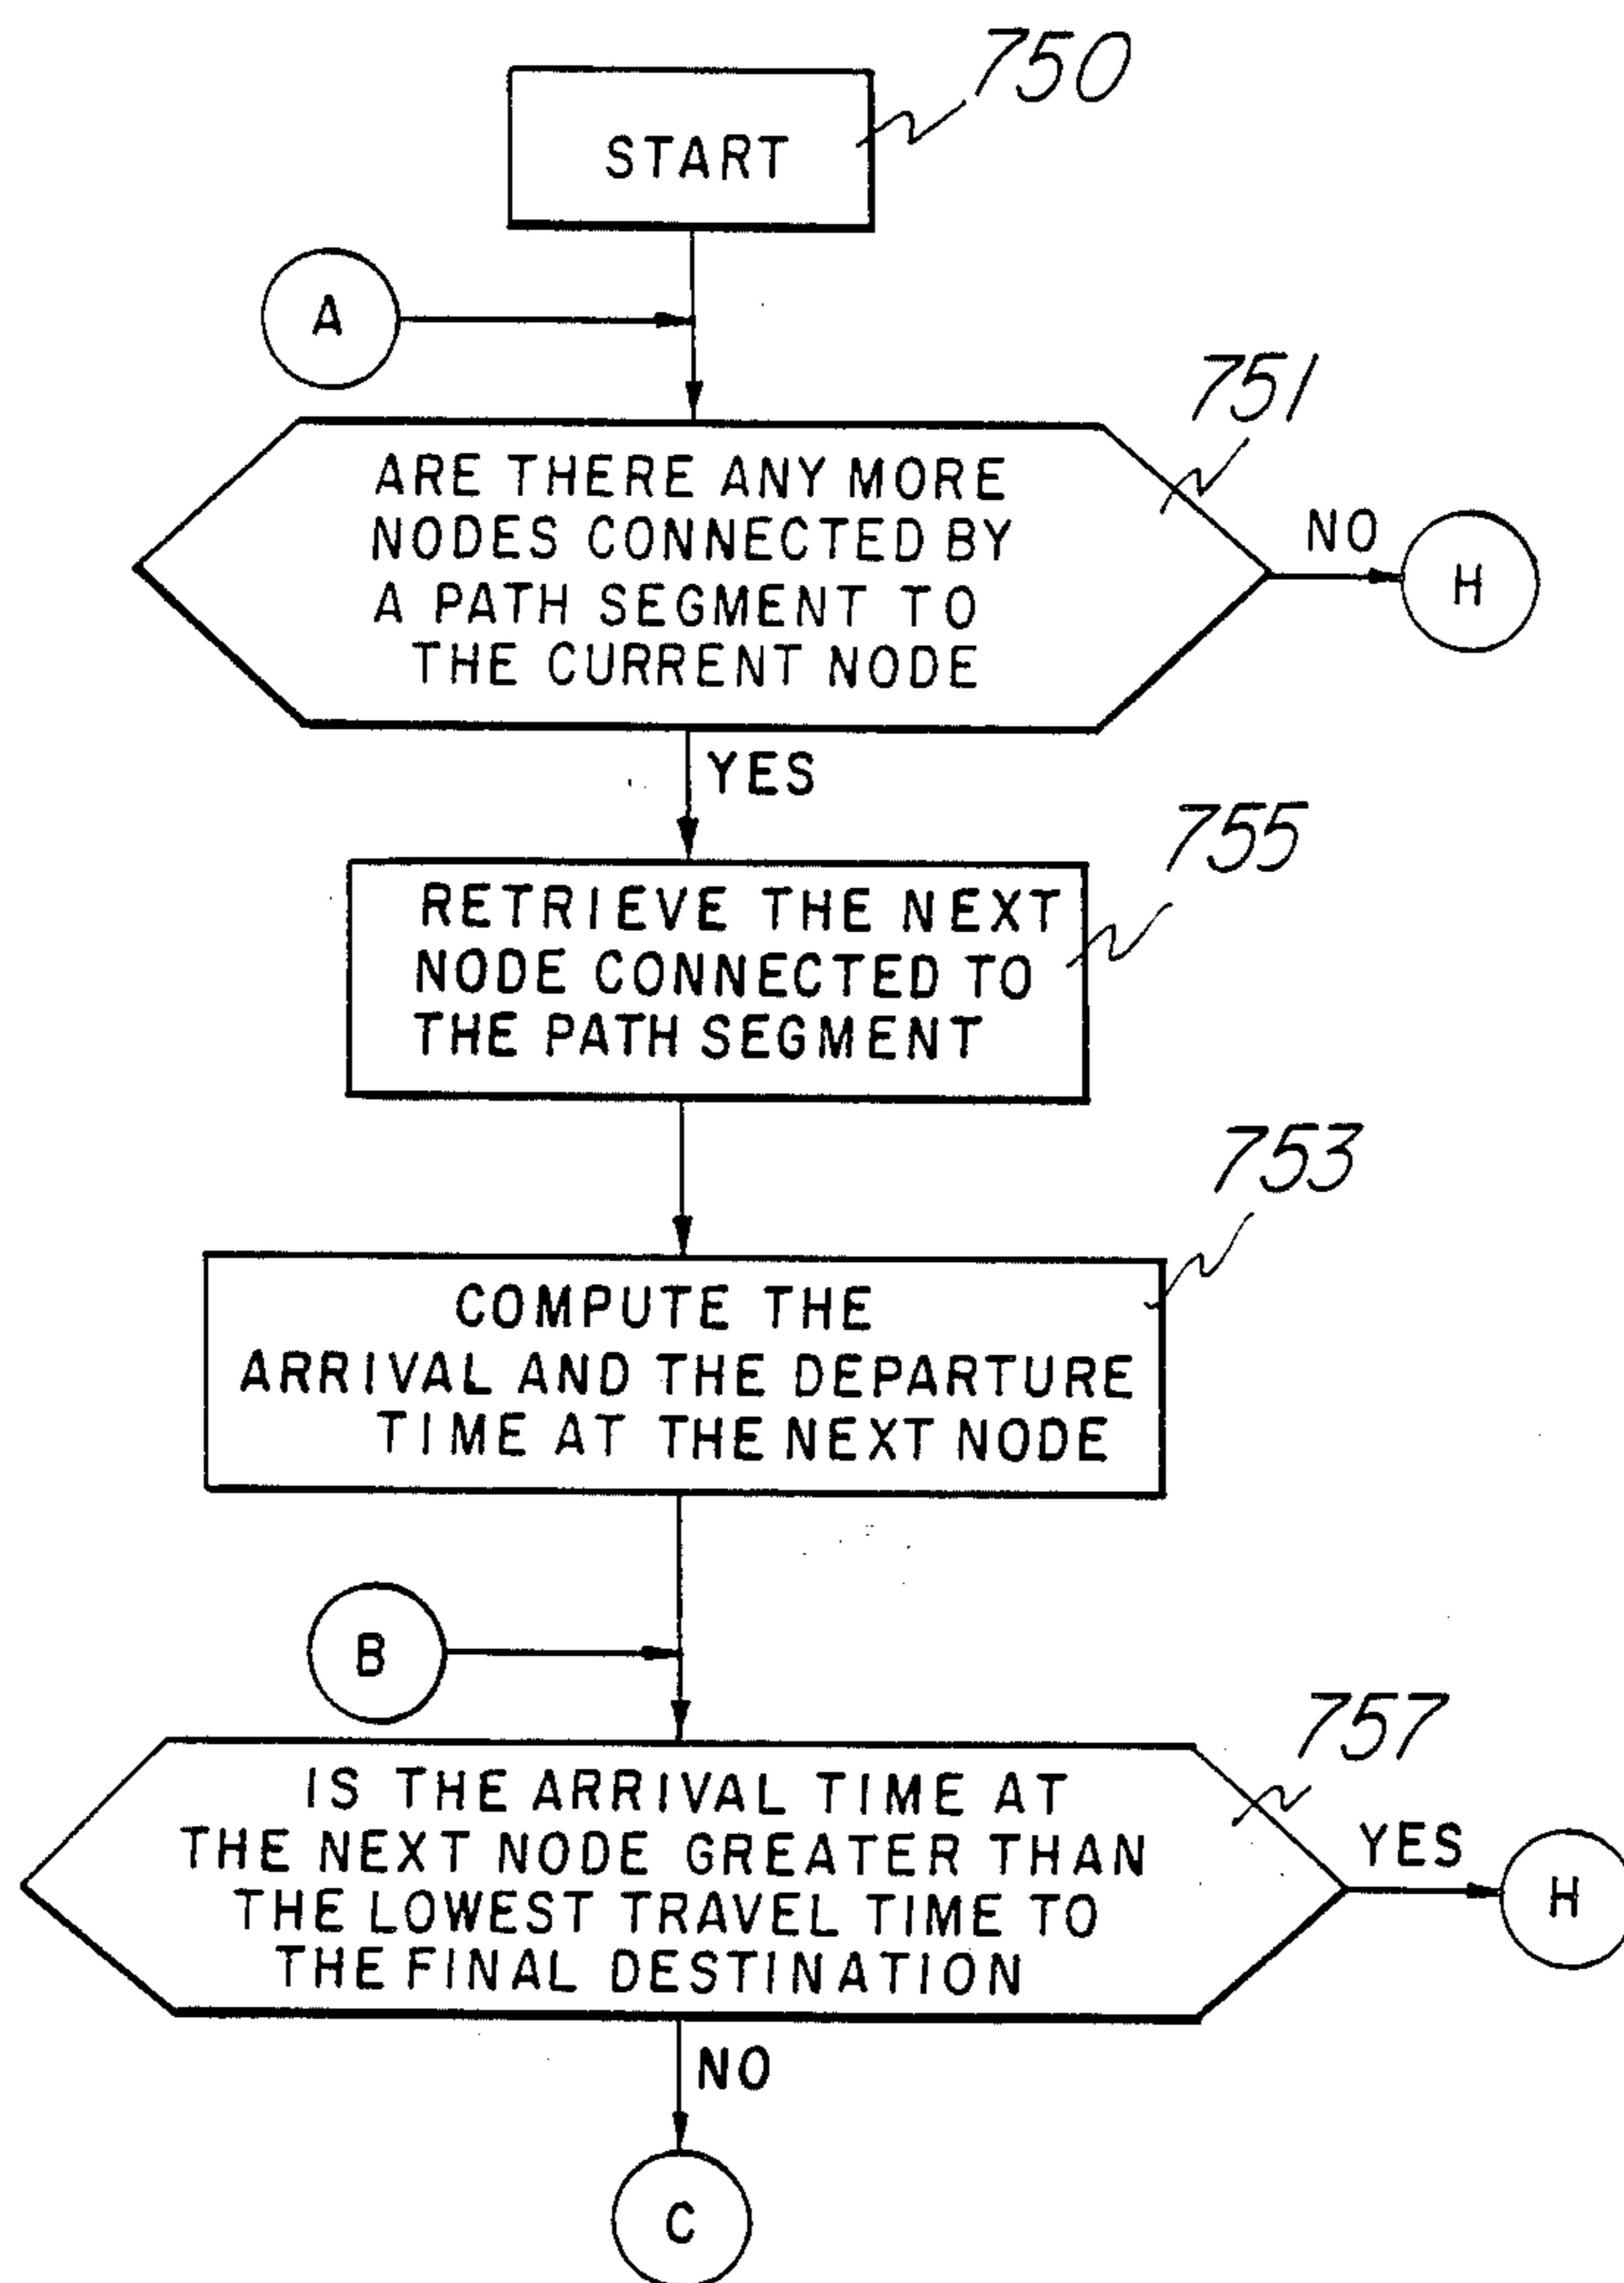 750
START
A
751
ARE THERE ANY MORE
NODES CONNECTED BY
A PATH SEGMENT TO
THE CURRENT NODE
NO
H
YES
755
RETRIEVE THE NEXT
NODE CONNECTED TO
THE PATH SEGMENT
753
COMPUTE THE
ARRIVAL AND THE DEPARTURE
TIME AT THE NEXT NODE
B
757
IS THE ARRIVAL TIME AT
THE NEXT NODE GREATER THAN
THE LOWEST TRAVEL TIME TO
THE FINAL DESTINATION
YES
H
NO
C